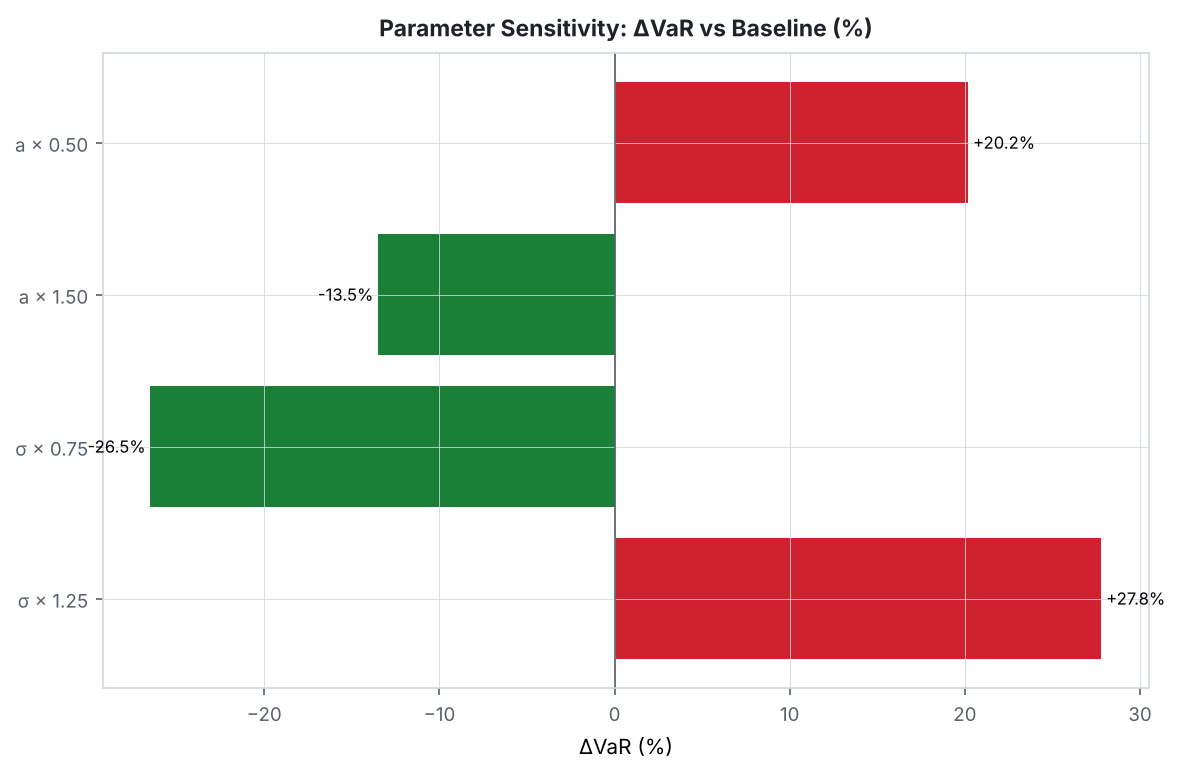 Parameter Sensitivity: ΔVaR vs Baseline (%)
a × 0.50
+20.2%
a × 1.50
-13.5%
σ × 0.75
-26.5%
σ × 1.25
+27.8%
−20
−10
0
10
20
30
ΔVaR (%)